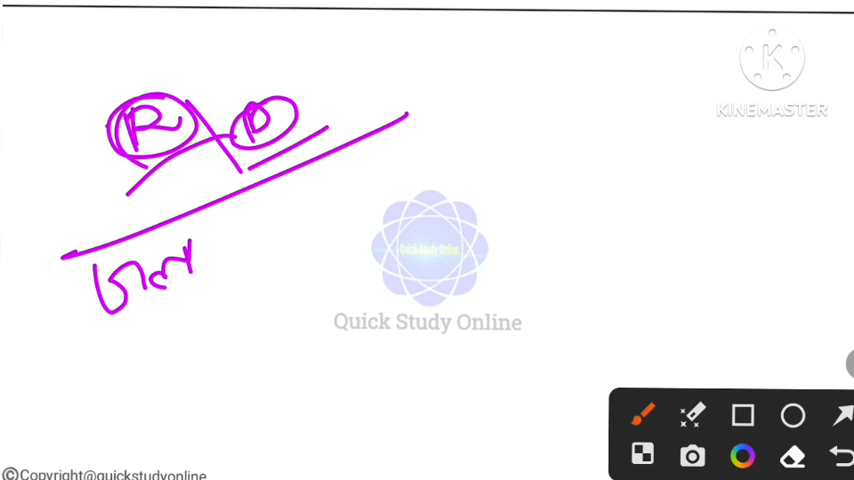 R D
KINEMASTER
Quick Study Online
Quick Study Online
©Copyright@quickstudyonline